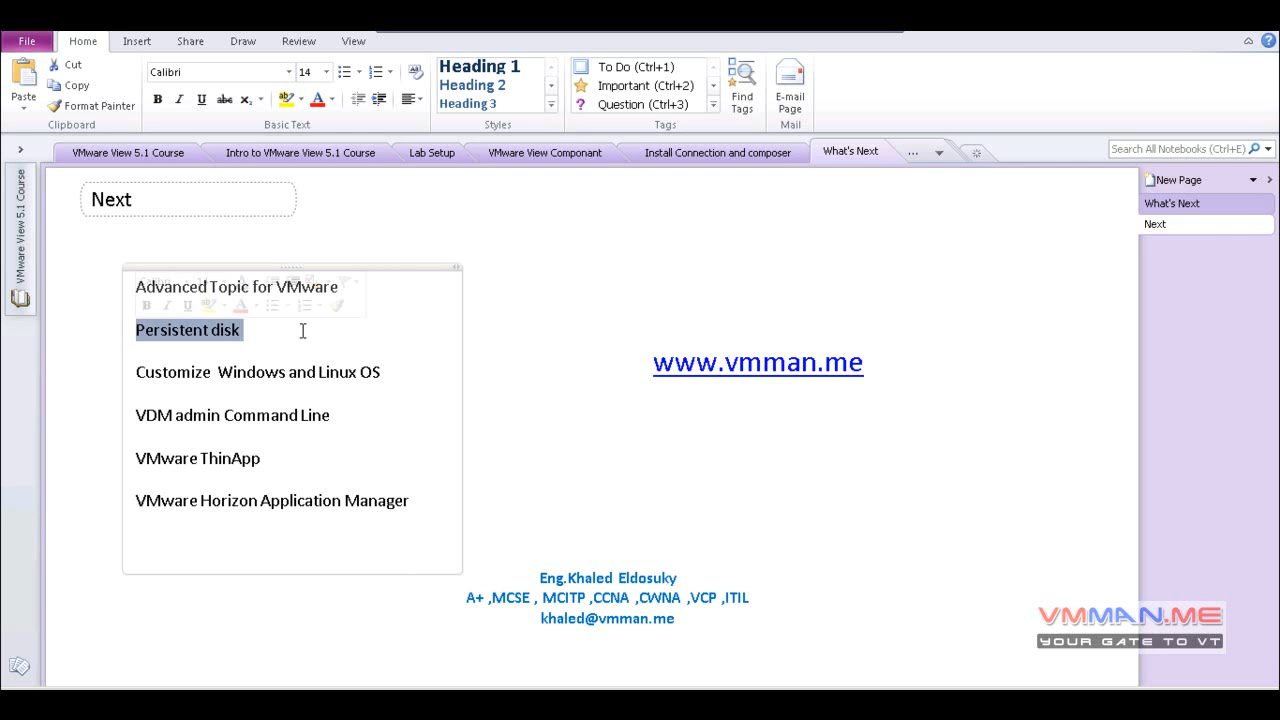 File Home Insert Share Draw Review View
Cut
Copy
Format Painter
Paste
Clipboard
Calibri 14
B I U abc X₂ A
Basic Text
Heading 1
Heading 2
Heading 3
Styles
To Do (Ctrl+1)
Important (Ctrl+2)
Question (Ctrl+3)
Tags
Find Tags
E-mail Page
Mail
VMware View 5.1 Course Intro to VMware View 5.1 Course Lab Setup VMware View Componant Install Connection and composer What's Next ...
Search All Notebooks (Ctrl+E)
VMware View 5.1 Course
New Page
What's Next
Next
Next
Advanced Topic for VMware
Persistent disk
Customize Windows and Linux OS
VDM admin Command Line
VMware ThinApp
VMware Horizon Application Manager
www.vmman.me
Eng.Khaled Eldosuky
A+ ,MCSE , MCITP ,CCNA ,CWNA ,VCP ,ITIL
khaled@vmman.me
VMMAN.ME
YOUR GATE TO VT